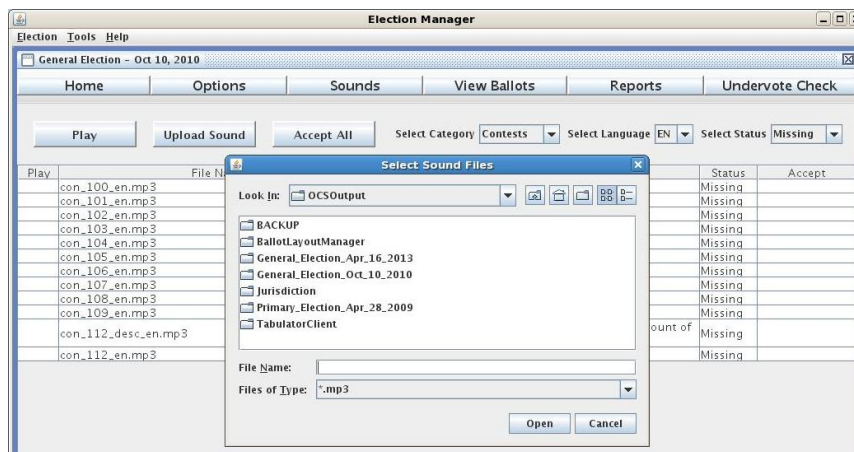 Election Manager
Election Tools Help
General Election - Oct 10, 2010
Home Options Sounds View Ballots Reports Undervote Check
Play Upload Sound Accept All Select Category Contests Select Language EN Select Status Missing
Select Sound Files
Play Status Accept
Look In: OCSOutput
con_100_en.mp3 Missing
con_101_en.mp3 Missing
con_102_en.mp3 Missing
con_103_en.mp3 Missing
con_104_en.mp3 Missing
con_105_en.mp3 Missing
con_106_en.mp3 Missing
con_107_en.mp3 Missing
con_108_en.mp3 Missing
con_109_en.mp3 Missing
con_112_desc_en.mp3 ount of Missing
con_112_en.mp3 Missing
BACKUP
BallotLayoutManager
General_Election_Apr_16_2013
General_Election_Oct_10_2010
Jurisdiction
Primary_Election_Apr_28_2009
TabulatorClient
File Name:
Files of Type: *.mp3
Open Cancel